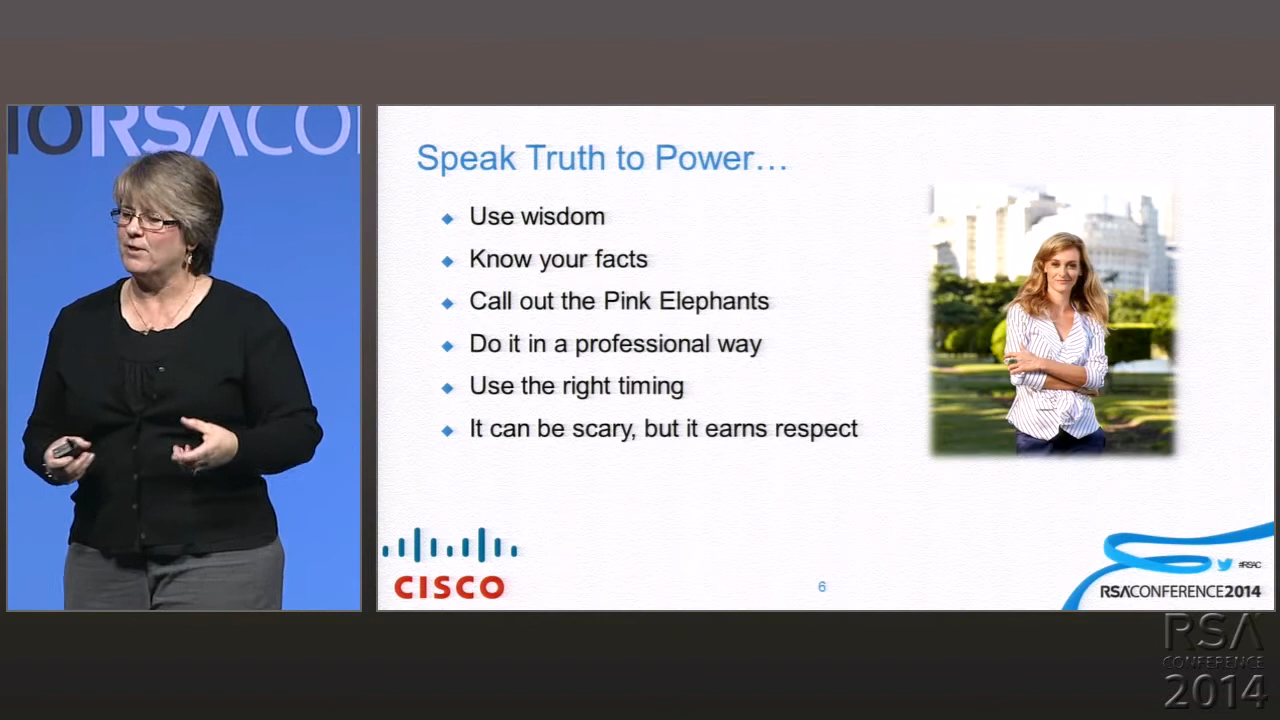 IO RSACO
Speak Truth to Power…
Use wisdom
Know your facts
Call out the Pink Elephants
Do it in a professional way
Use the right timing
It can be scary, but it earns respect
CISCO
6
#RSAC
RSACONFERENCE2014
RSA
CONFERENCE
2014